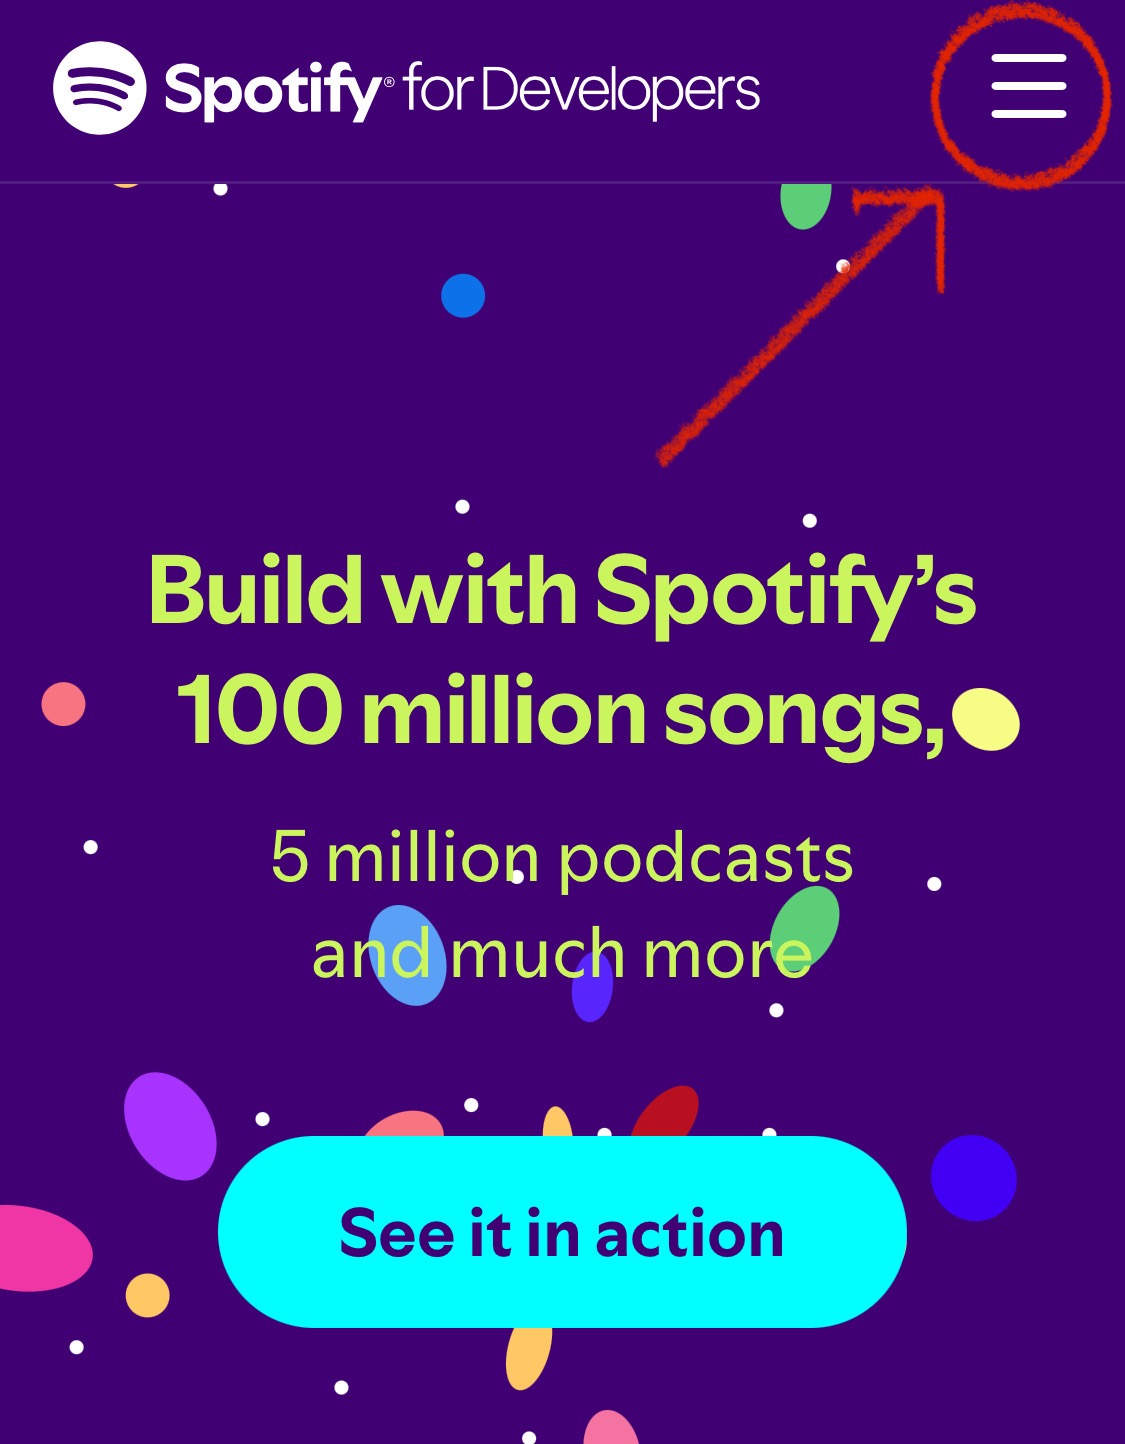 Spotify® for Developers
Build with Spotify’s
100 million songs,
5 million podcasts
and much more
See it in action